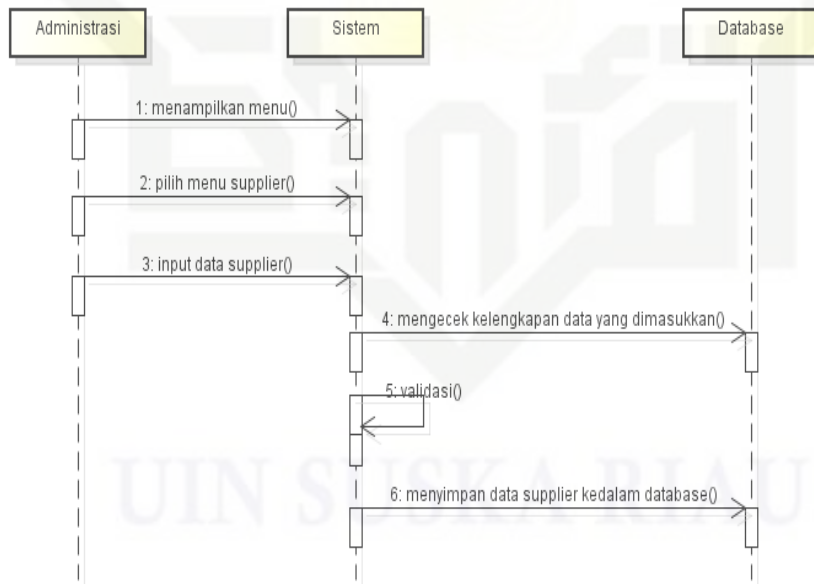 Administrasi
Sistem
Database
1: menampilkan menu()
2: pilih menu supplier()
3: input data supplier()
4: mengecek kelengkapan data yang dimasukkan()
5: validasi()
6: menyimpan data supplier kedalam database()
UIN SUSKA RIAU